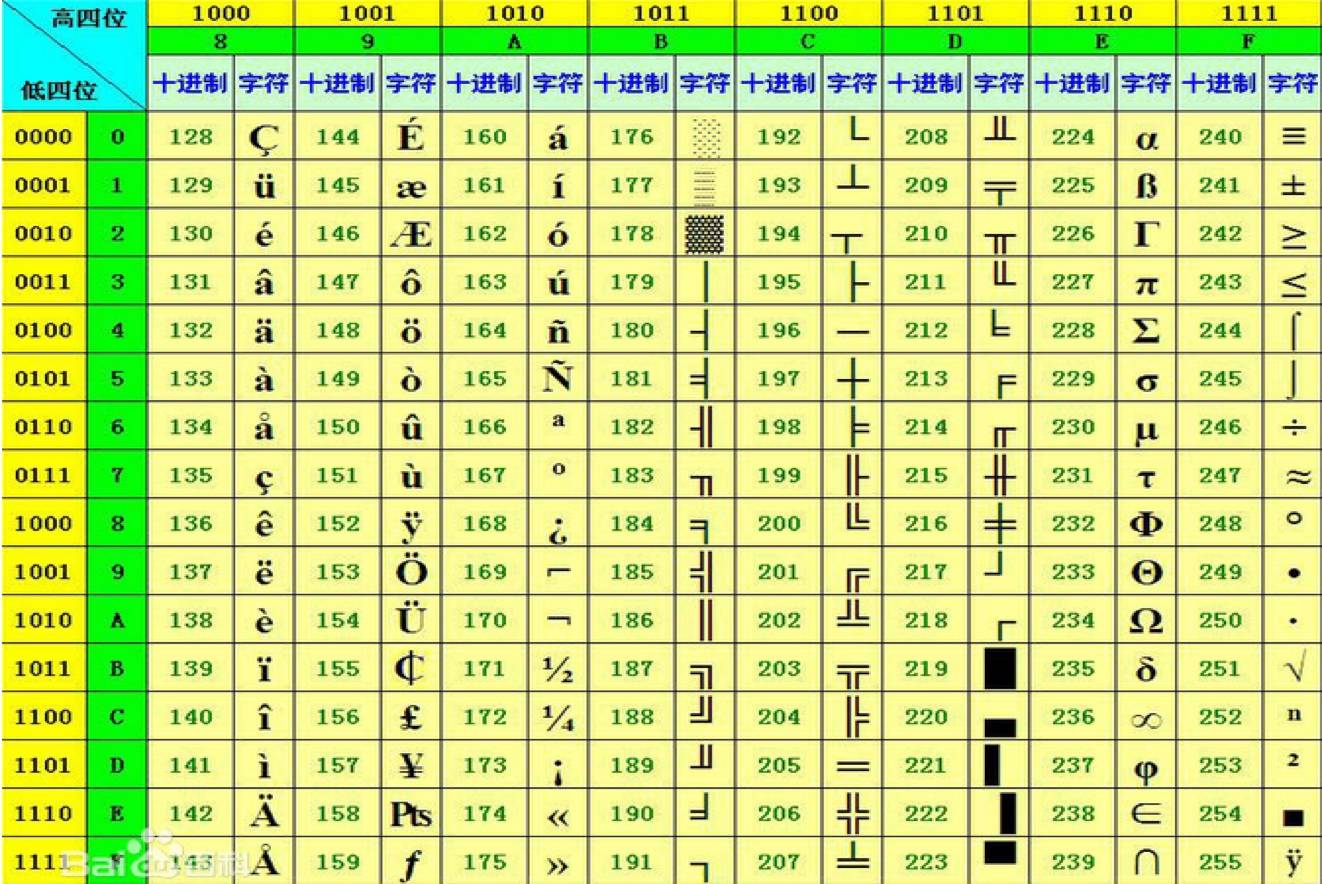 高四位 1000 1001 1010 1011 1100 1101 1110 1111
8 9 A B C D E F
低四位 十进制 字符 十进制 字符 十进制 字符 十进制 字符 十进制 字符 十进制 字符 十进制 字符 十进制 字符
0000 0 128 Ç 144 É 160 á 176 ░ 192 └ 208 ╨ 224 α 240 ≡
0001 1 129 ü 145 æ 161 í 177 ▒ 193 ┴ 209 ╤ 225 ß 241 ±
0010 2 130 é 146 Æ 162 ó 178 ▓ 194 ┬ 210 ╥ 226 Γ 242 ≥
0011 3 131 â 147 ô 163 ú 179 │ 195 ├ 211 ╙ 227 π 243 ≤
0100 4 132 ä 148 ö 164 ñ 180 ┤ 196 ─ 212 ╘ 228 Σ 244 ⌠
0101 5 133 à 149 ò 165 Ñ 181 ╡ 197 ┼ 213 ╒ 229 σ 245 ⌡
0110 6 134 å 150 û 166 ª 182 ╢ 198 ╞ 214 ╓ 230 µ 246 ÷
0111 7 135 ç 151 ù 167 º 183 ╖ 199 ╟ 215 ╫ 231 τ 247 ≈
1000 8 136 ê 152 ÿ 168 ¿ 184 ╕ 200 ╚ 216 ╪ 232 Φ 248 °
1001 9 137 ë 153 Ö 169 ⌐ 185 ╣ 201 ╔ 217 ┘ 233 Θ 249 •
1010 A 138 è 154 Ü 170 ¬ 186 ║ 202 ╩ 218 ┌ 234 Ω 250 ·
1011 B 139 ï 155 ₵ 171 ½ 187 ╗ 203 ╦ 219 █ 235 δ 251 √
1100 C 140 î 156 £ 172 ¼ 188 ╝ 204 ╠ 220 ▄ 236 ∞ 252 ⁿ
1101 D 141 ì 157 ¥ 173 ¡ 189 ╜ 205 ═ 221 ▌ 237 φ 253 ²
1110 E 142 Ä 158 Pts 174 « 190 ╛ 206 ╬ 222 ▐ 238 ∈ 254 ■
1111 F 143 Å 159 ƒ 175 » 191 ┐ 207 ╧ 223 ▀ 239 ∩ 255 ÿ
Bai百科